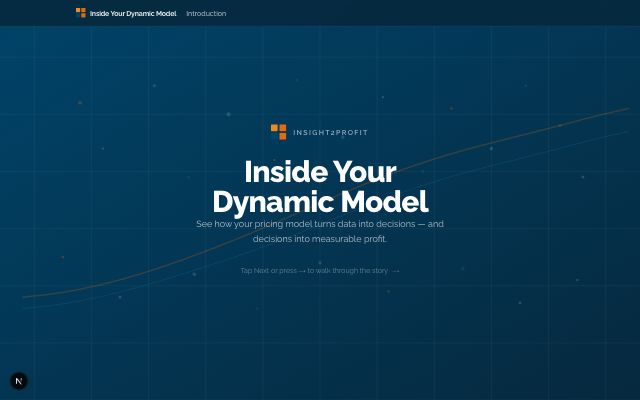 Inside Your Dynamic Model Introduction
INSIGHT2PROFIT
Inside Your
Dynamic Model
See how your pricing model turns data into decisions — and
decisions into measurable profit.
Tap Next or press → to walk through the story →
N